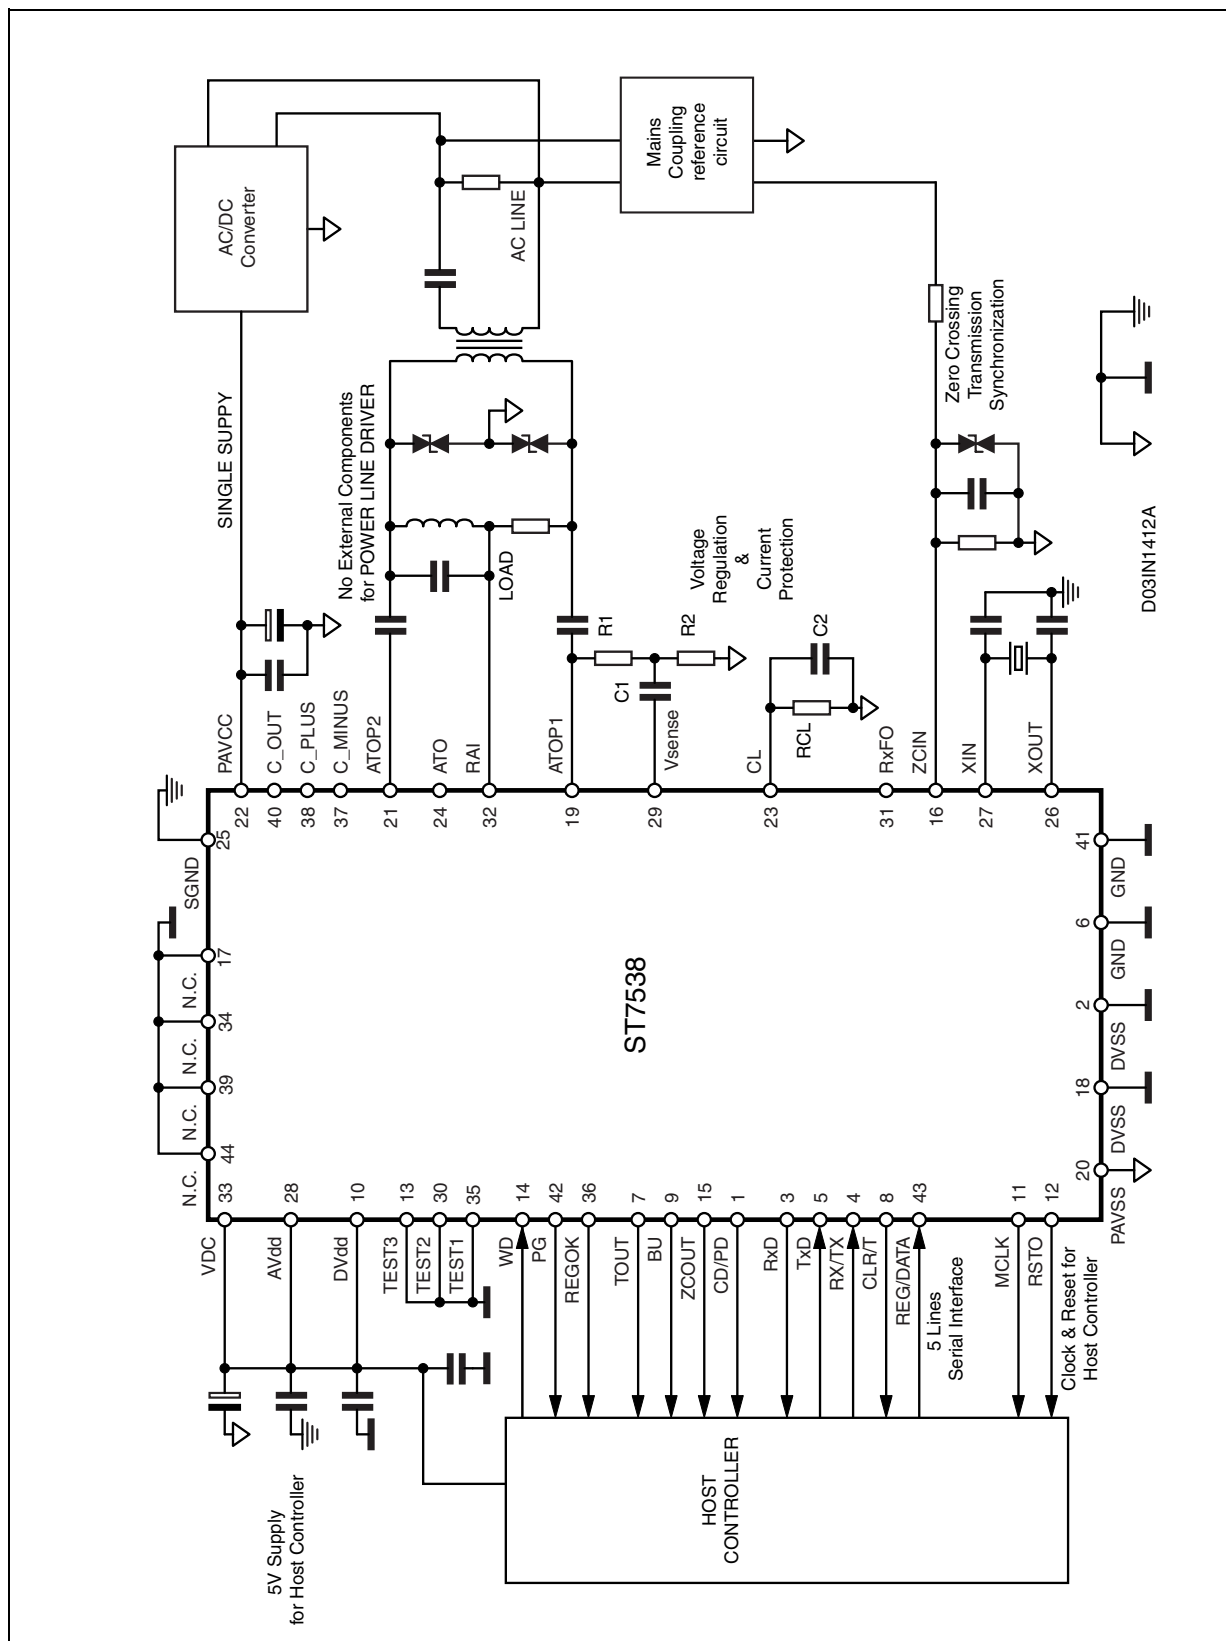 AC/DC
Converter
SINGLE SUPPY
AC LINE
Mains
Coupling
reference
circuit
No External Components
for POWER LINE DRIVER
LOAD
R1
R2
C1
Voltage
Regulation
&
Current
Protection
C2
RCL
Zero Crossing
Transmission
Synchronization
D03IN1412A
PAVCC
C_OUT
C_PLUS
C_MINUS
ATOP2
ATO
RAI
ATOP1
Vsense
CL
RxFO
ZCIN
XIN
XOUT
22
40
38
37
21
24
32
19
29
23
31
16
27
26
25
SGND
17
N.C.
34
N.C.
39
N.C.
44
N.C.
ST7538
41
GND
6
GND
2
DVSS
18
DVSS
20
PAVSS
33
28
10
13
30
35
14
42
36
7
9
15
1
3
5
4
8
43
11
12
VDC
AVdd
DVdd
TEST3
TEST2
TEST1
WD
PG
REGOK
TOUT
BU
ZCOUT
CD/PD
RxD
TxD
RX/TX
CLR/T
REG/DATA
MCLK
RSTO
5 Lines
Serial Interface
Clock & Reset for
Host Controller
5V Supply
for Host Controller
HOST
CONTROLLER